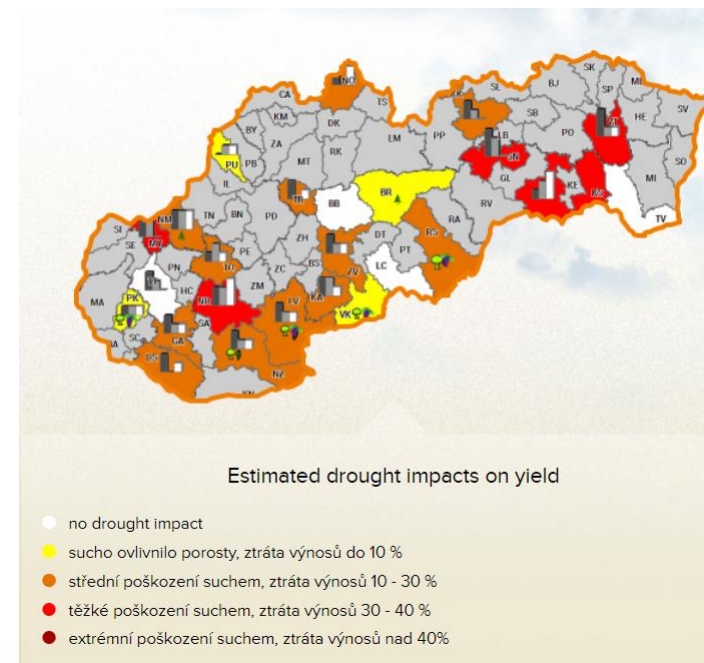 NO
CA
TS
KM
DK
BY
ZA
LM
PP
KK
SL
BJ
SK
SP
ML
SV
SB
PO
HE
LB
SN
PU
PB
MT
RK
GL
KE
KS
MI
SO
IL
TR
BB
BR
RV
TV
NM
TN
BN
PD
RA
SI
MY
SE
ZH
DT
PT
RS
PN
TO
PE
ZC
BS
ZV
LC
HC
ZM
MA
PK
NR
SA
LV
KA
VK
SC
GA
DS
NZ
Estimated drought impacts on yield
no drought impact
sucho ovlivnilo porosty, ztráta výnosů do 10 %
střední poškození suchem, ztráta výnosů 10 - 30 %
těžké poškození suchem, ztráta výnosů 30 - 40 %
extrémní poškození suchem, ztráta výnosů nad 40%